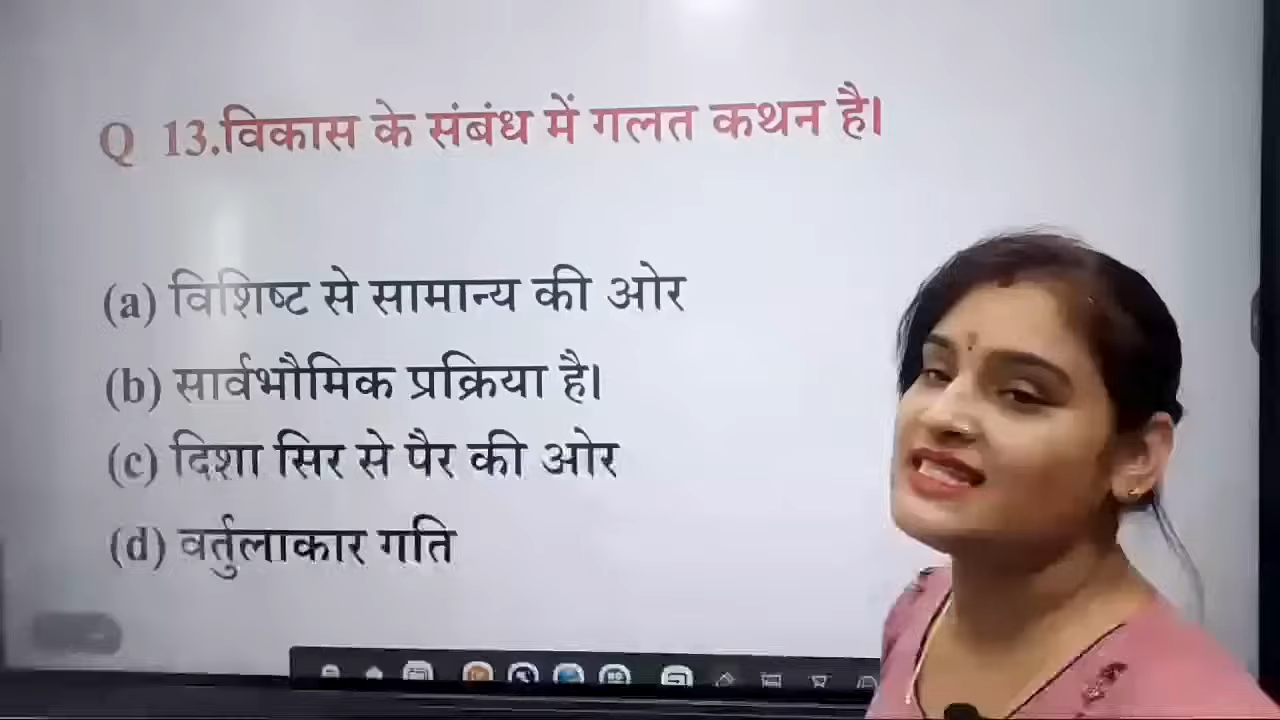 Q 13.विकास के संबंध में गलत कथन है।
(a) विशिष्ट से सामान्य की ओर
(b) सार्वभौमिक प्रक्रिया है।
(c) दिशा सिर से पैर की ओर
(d) वर्तुलाकार गति